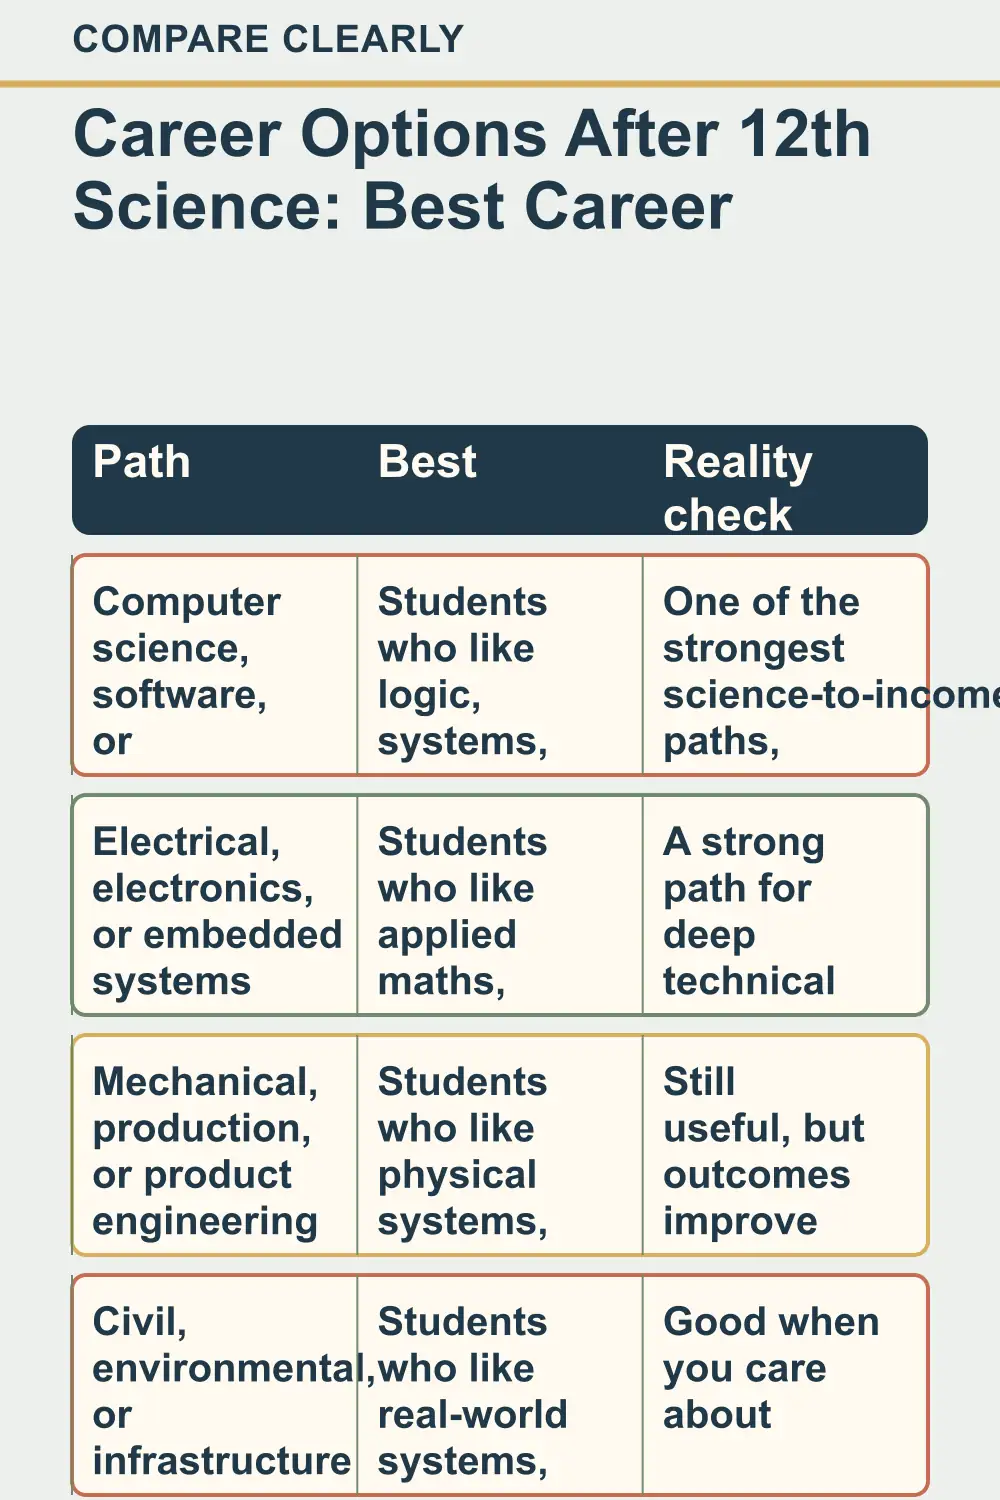 COMPARE CLEARLY
Career Options After 12th
Science: Best Career
Path
Best
Reality
check
Computer
science,
software,
or
Students
who like
logic,
systems,
One of the
strongest
science-to-income
paths,
Electrical,
electronics,
or embedded
systems
Students
who like
applied
maths,
A strong
path for
deep
technical
Mechanical,
production,
or product
engineering
Students
who like
physical
systems,
Still
useful, but
outcomes
improve
Civil,
environmental,
or
infrastructure
Students
who like
real-world
systems,
Good when
you care
about